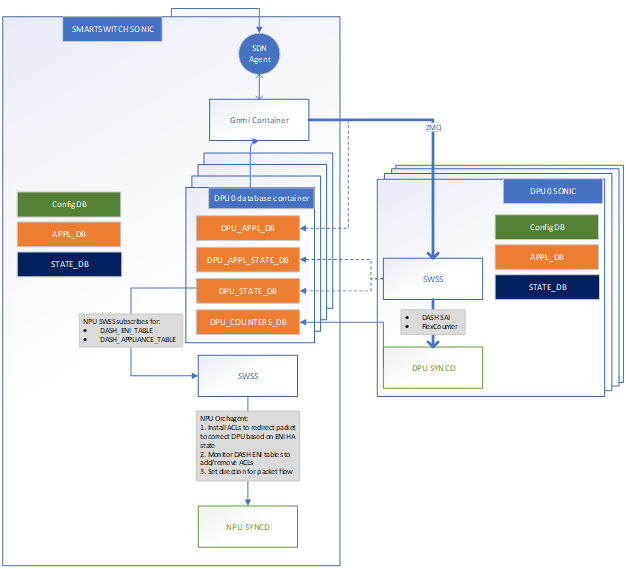 SMARTSWITCH SONIC
SDN
Agent
Gnmi Container
ZMQ
DPU 0 database container
DPU_APPL_DB
DPU_APPL_STATE_DB
DPU_STATE_DB
DPU_COUNTERS_DB
ConfigDB
APPL_DB
STATE_DB
DPU 0 SONIC
ConfigDB
APPL_DB
STATE_DB
SWSS
• DASH SAI
• FlexCounter
DPU SYNCD
NPU SWSS subscribes for:
• DASH_ENI_TABLE
• DASH_APPLIANCE_TABLE
SWSS
NPU Orchagent:
1. Install ACLs to redirect packet
to correct DPU based on ENI HA
state
2. Monitor DASH ENI tables to
add/remove ACLs
3. Set direction for packet flow
NPU SYNCD